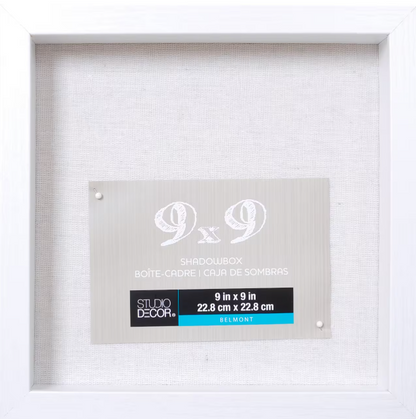 9x9
SHADOWBOX
BOÎTE-CADRE | CAJA DE SOMBRAS
STUDIO
DECOR®
9 in x 9 in
22.8 cm x 22.8 cm
BELMONT